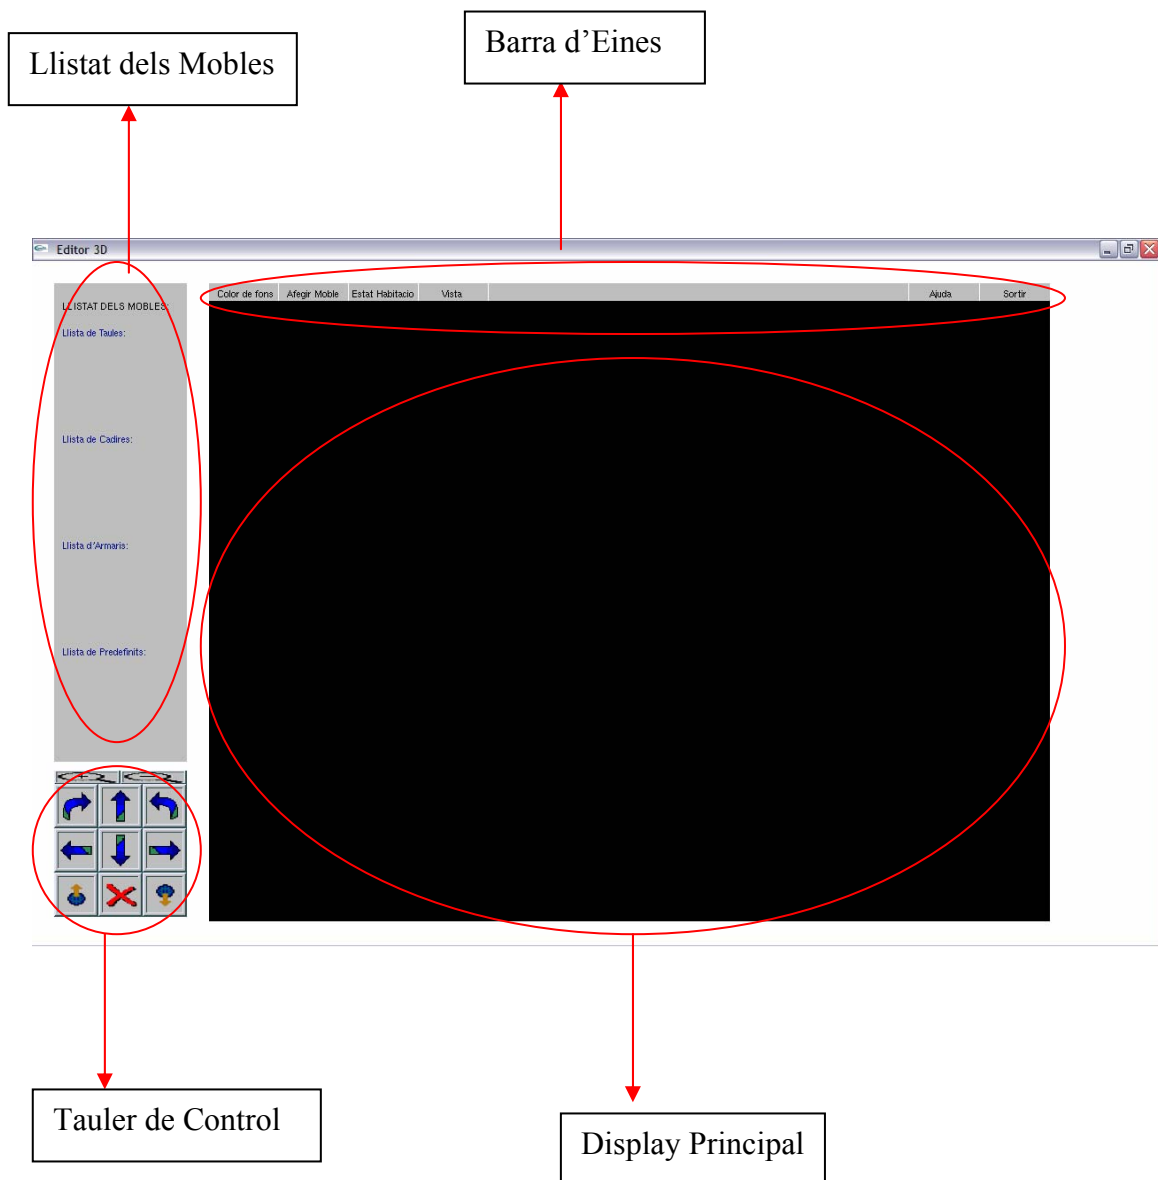 Barra d’Eines
Llistat dels Mobles
Editor 3D
Color de fons Afegir Moble Estat Habitacio Vista Ajuda Sortir
LLISTAT DELS MOBLES:
Llista de Taules:
Llista de Cadires:
Llista d'Armaris:
Llista de Predefinits:
Tauler de Control
Display Principal